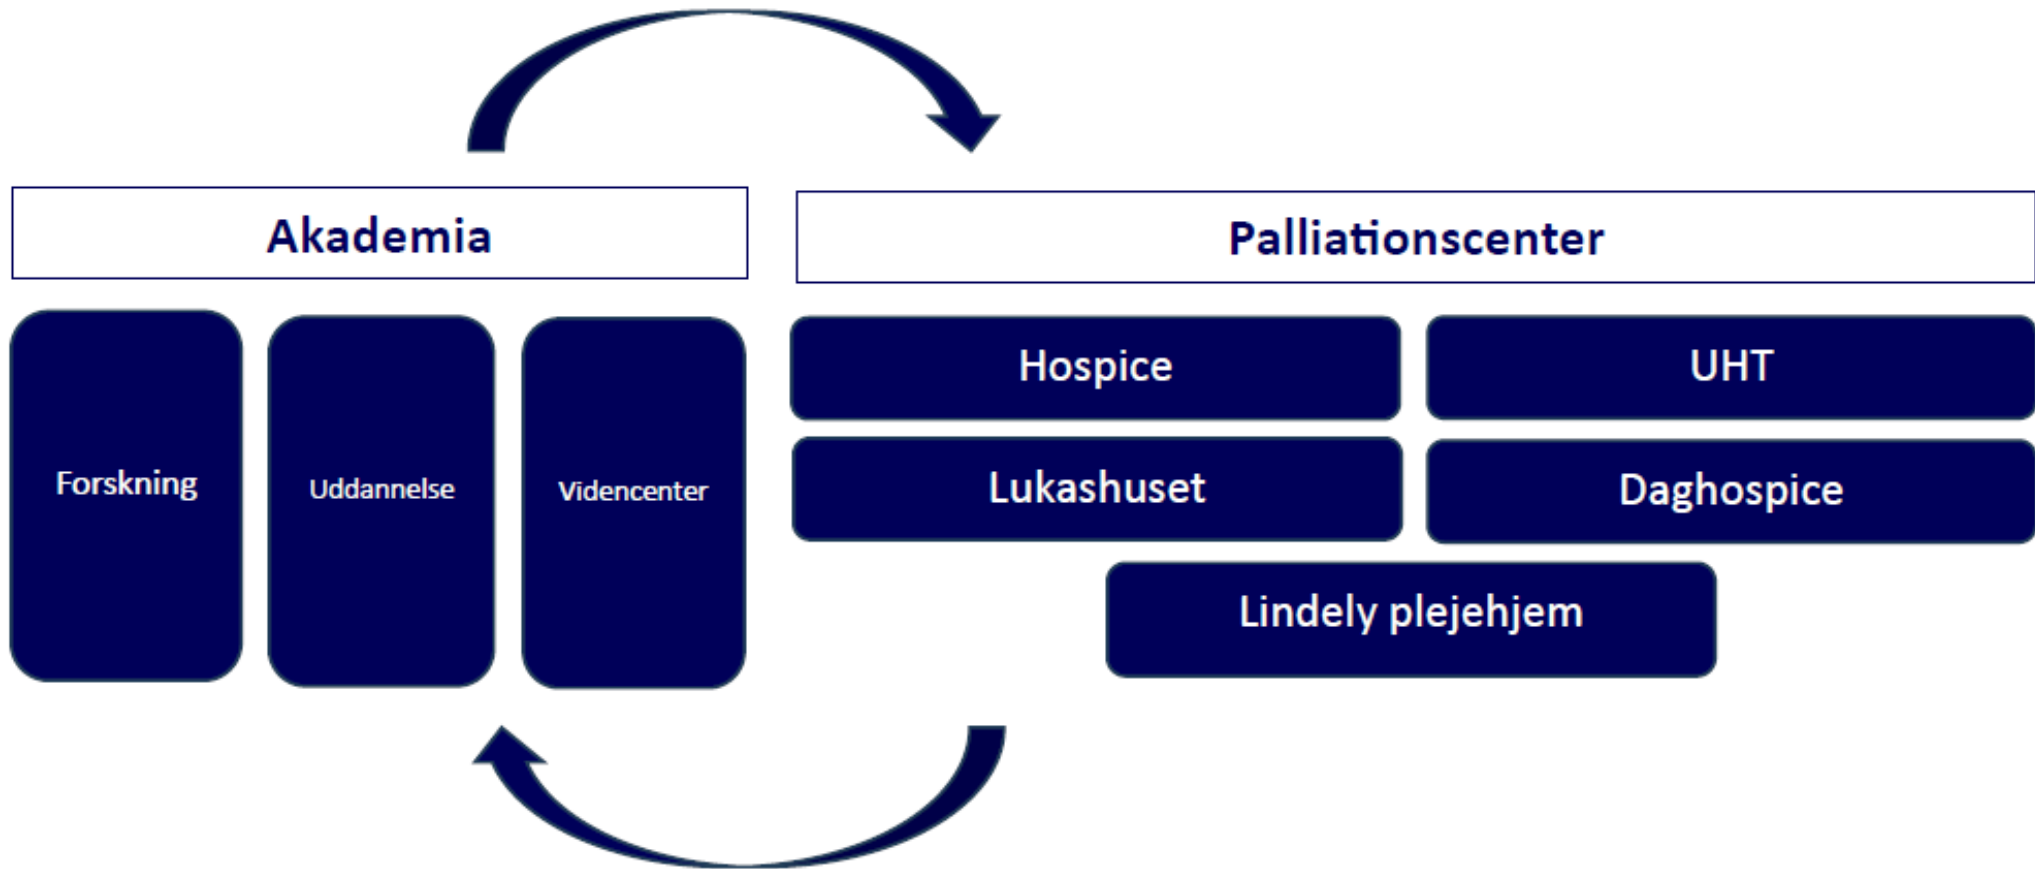 Akademia
Palliationscenter
Forskning
Uddannelse
Videncenter
Hospice
UHT
Lukashuset
Daghospice
Lindely plejehjem